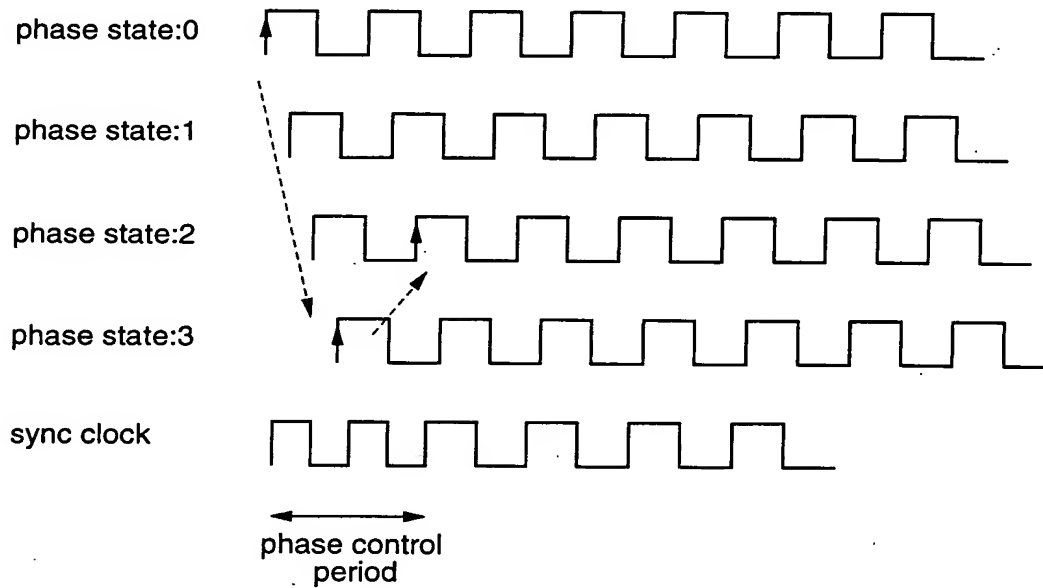 phase state:0
phase state:1
phase state:2
phase state:3
sync clock
phase control
period